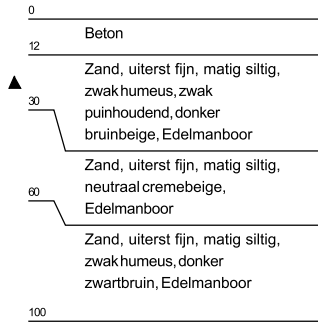 0
Beton
12
Zand, uiterst fijn, matig siltig,
zwak humeus, zwak
puinhoudend, donker
bruinbeige, Edelmanboor
30
Zand, uiterst fijn, matig siltig,
neutraal cremebeige,
Edelmanboor
60
Zand, uiterst fijn, matig siltig,
zwak humeus, donker
zwartbruin, Edelmanboor
100